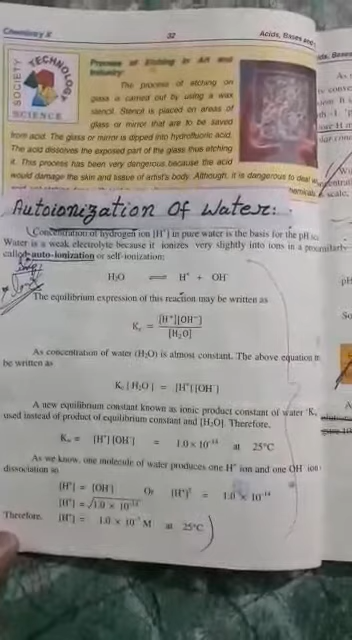 Chemistry X 32 Acids, Bases and
SOCIETY TECHNOLOGY SCIENCE
Process of Etching in Art and
Industry:
The process of etching on
glass is carried out by using a wax
stencil. Stencil is placed on areas of
glass or mirror that are to be saved
from acid. The glass or mirror is dipped into hydrofluoric acid.
The acid dissolves the exposed part of the glass thus etching
it. This process has been very dangerous because the acid
would damage the skin and tissue of artist's body. Although, it is dangerous to deal
Autoionization Of Water:
Concentration of hydrogen ion [H⁺] in pure water is the basis for the pH
Water is a weak electrolyte because it ionizes very slightly into ions in a
called auto-ionization or self-ionization:
H₂O ⇌ H⁺ + OH⁻
The equilibrium expression of this reaction may be written as
Kc = [H⁺][OH⁻] / [H₂O]
As concentration of water (H₂O) is almost constant. The above equation
be written as
Kc [H₂O] = [H⁺][OH⁻]
A new equilibrium constant known as ionic product constant of water 'Kw
used instead of product of equilibrium constant and [H₂O]. Therefore,
Kw = [H⁺][OH⁻] = 1.0 × 10⁻¹⁴ at 25°C
As we know, one molecule of water produces one H⁺ ion and one OH⁻ ion
dissociation so
[H⁺] = [OH⁻] Or [H⁺]² = 1.0 × 10⁻¹⁴
[H⁺] = √1.0 × 10⁻¹⁴
Therefore, [H⁺] = 1.0 × 10⁻⁷ M at 25°C